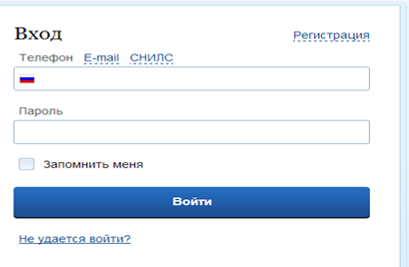 Вход Регистрация
Телефон E-mail СНИЛС
Пароль
Запомнить меня
Войти
Не удается войти?